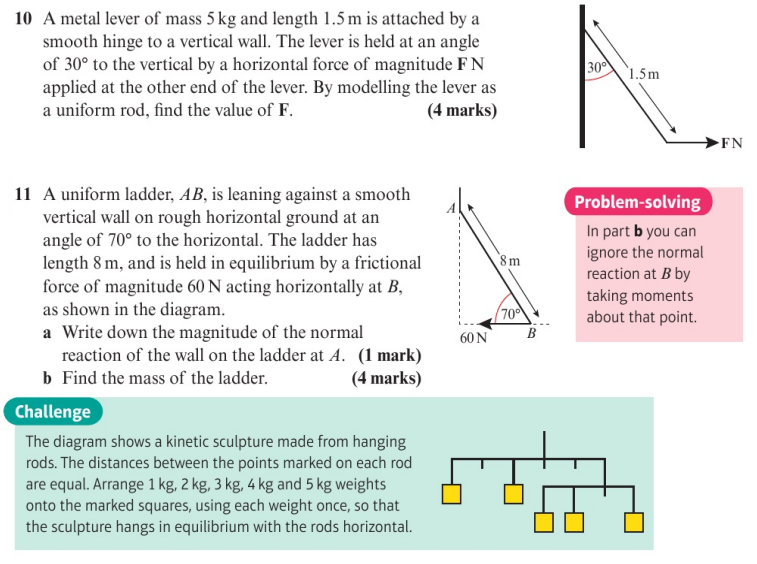 10 A metal lever of mass 5 kg and length 1.5 m is attached by a
smooth hinge to a vertical wall. The lever is held at an angle
of 30° to the vertical by a horizontal force of magnitude F N
applied at the other end of the lever. By modelling the lever as
a uniform rod, find the value of F. (4 marks)
30°
1.5 m
F N
11 A uniform ladder, AB, is leaning against a smooth
vertical wall on rough horizontal ground at an
angle of 70° to the horizontal. The ladder has
length 8 m, and is held in equilibrium by a frictional
force of magnitude 60 N acting horizontally at B,
as shown in the diagram.
a Write down the magnitude of the normal
reaction of the wall on the ladder at A. (1 mark)
b Find the mass of the ladder. (4 marks)
A
8 m
70°
60 N
B
Problem-solving
In part b you can
ignore the normal
reaction at B by
taking moments
about that point.
Challenge
The diagram shows a kinetic sculpture made from hanging
rods. The distances between the points marked on each rod
are equal. Arrange 1 kg, 2 kg, 3 kg, 4 kg and 5 kg weights
onto the marked squares, using each weight once, so that
the sculpture hangs in equilibrium with the rods horizontal.